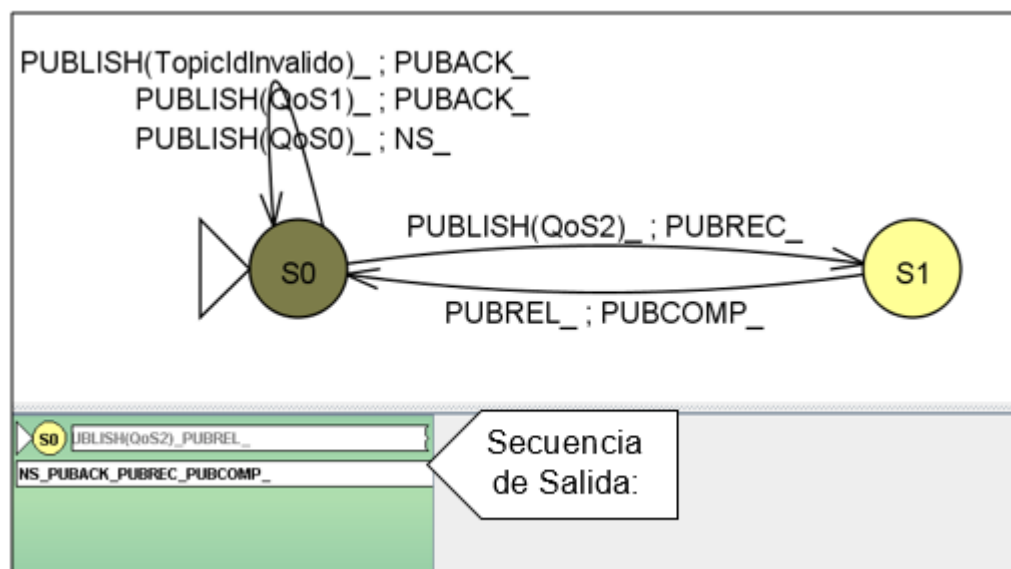 PUBLISH(TopicIdInvalido)_ ; PUBACK_
PUBLISH(QoS1)_ ; PUBACK_
PUBLISH(QoS0)_ ; NS_
PUBLISH(QoS2)_ ; PUBREC_
S0
S1
PUBREL_ ; PUBCOMP_
S0
UBLISH(QoS2)_PUBREL_
NS_PUBACK_PUBREC_PUBCOMP_
Secuencia
de Salida: